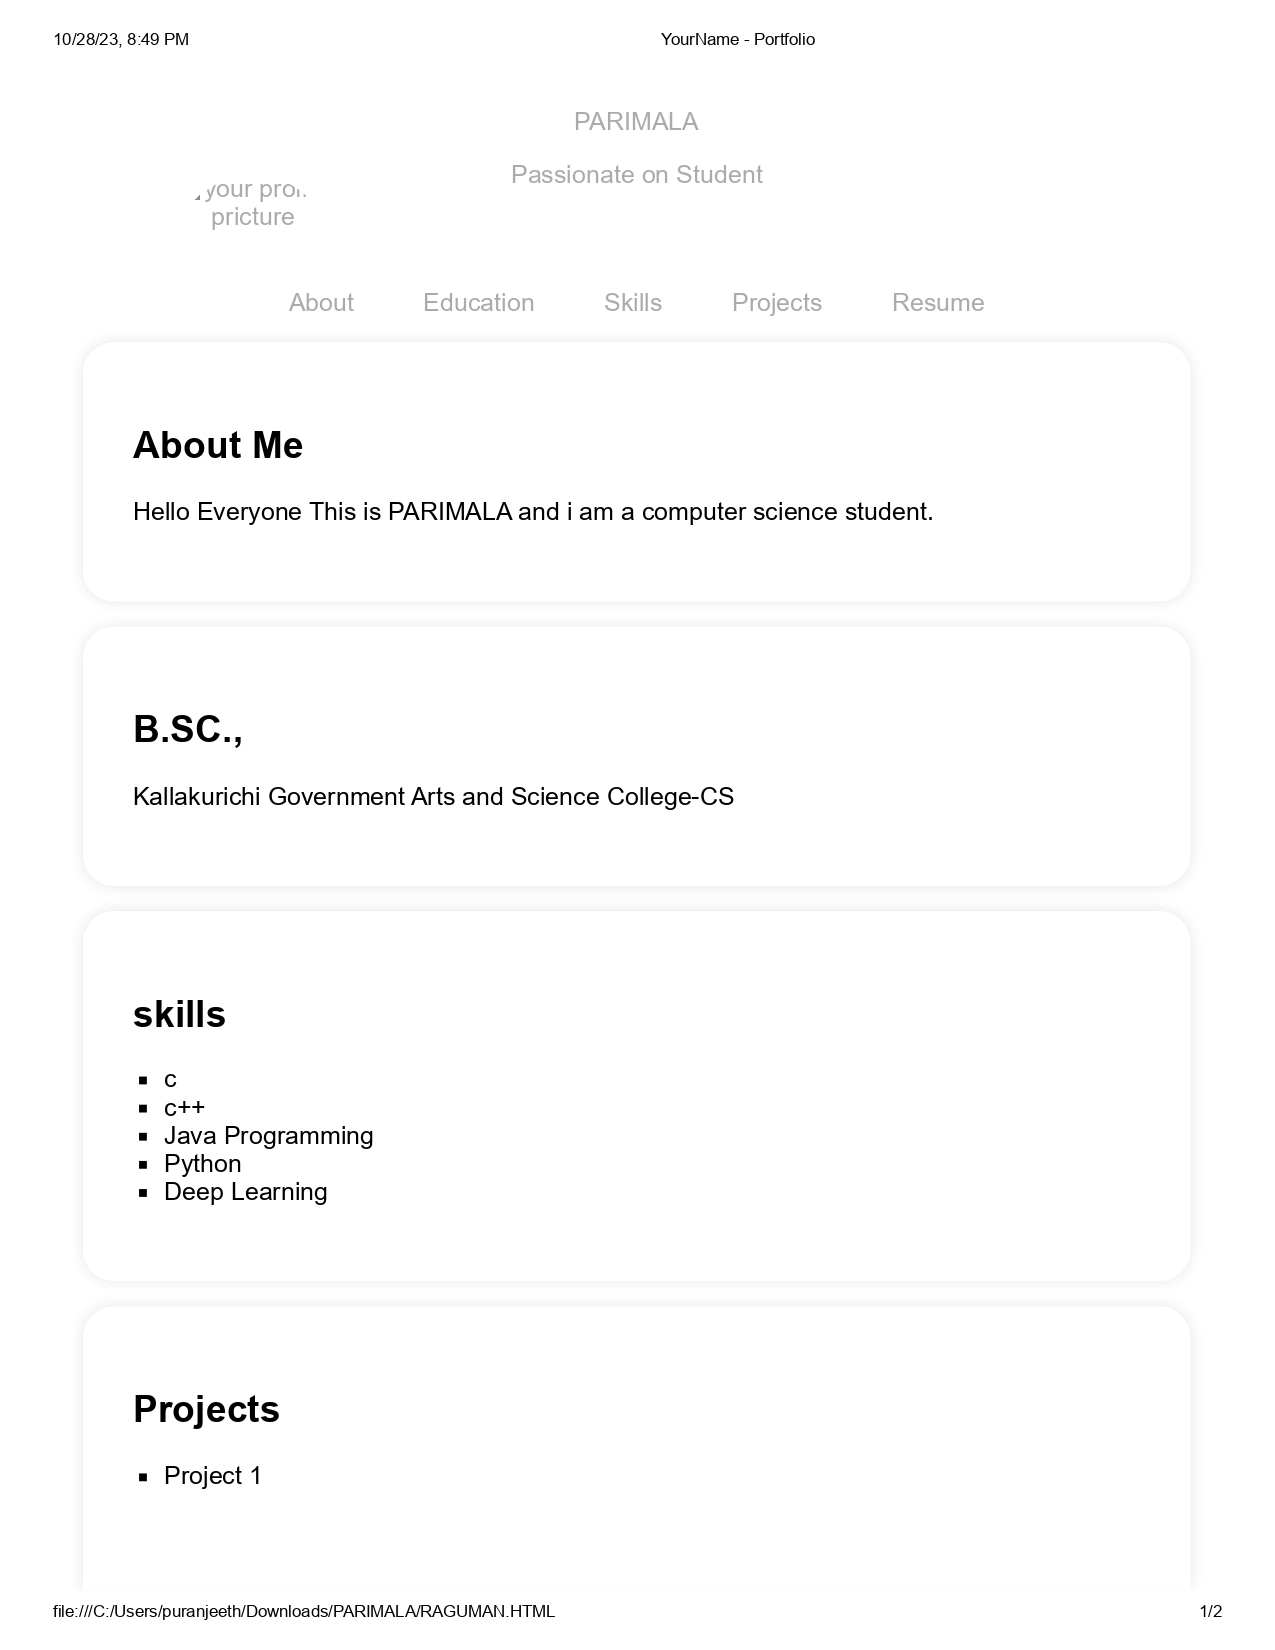 10/28/23, 8:49 PM YourName - Portfolio
PARIMALA
Passionate on Student
your
pricture
About Education Skills Projects Resume
About Me
Hello Everyone This is PARIMALA and i am a computer science student.
B.SC.,
Kallakurichi Government Arts and Science College-CS
skills
c
c++
Java Programming
Python
Deep Learning
Projects
Project 1
file:///C:/Users/puranjeeth/Downloads/PARIMALA/RAGUMAN.HTML 1/2